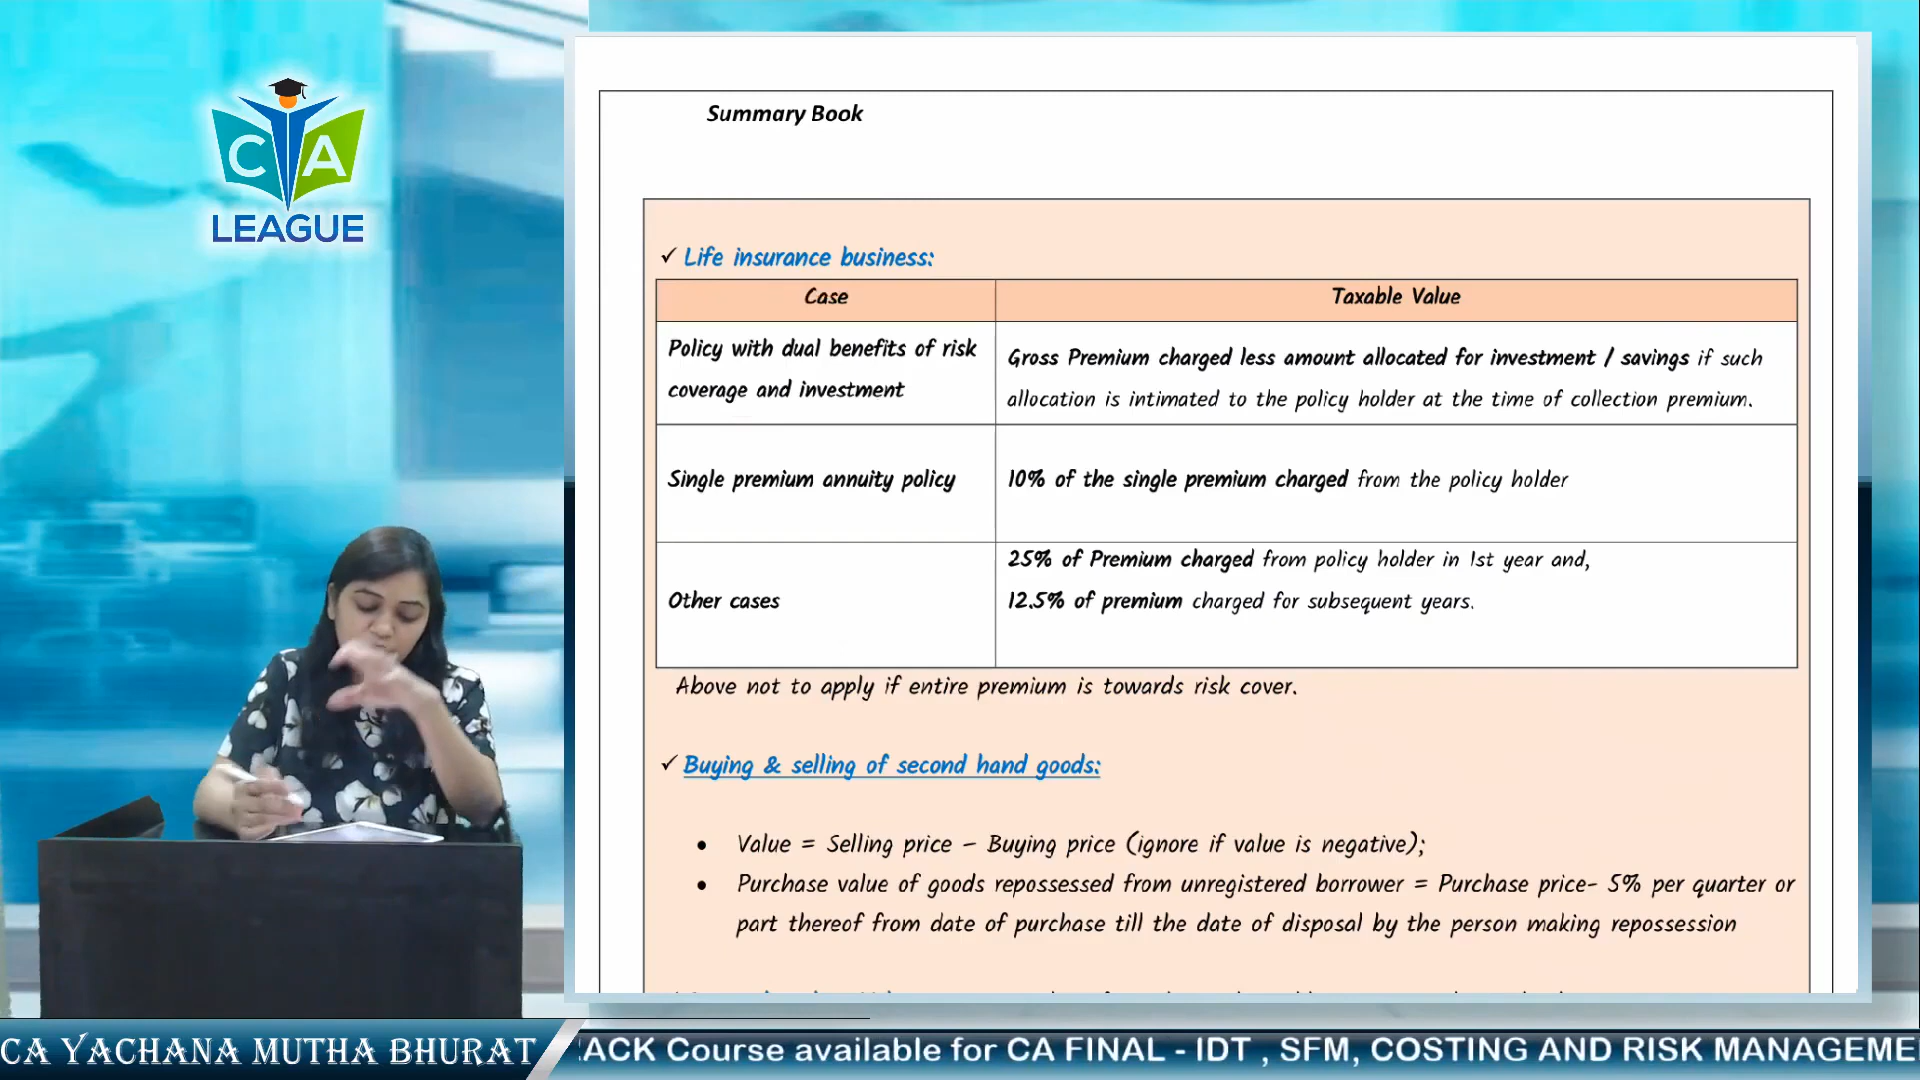 C A
LEAGUE
Summary Book
✓ Life insurance business:
Case
Taxable Value
Policy with dual benefits of risk
coverage and investment
Gross Premium charged less amount allocated for investment / savings if such
allocation is intimated to the policy holder at the time of collection premium.
Single premium annuity policy
10% of the single premium charged from the policy holder
Other cases
25% of Premium charged from policy holder in 1st year and,
12.5% of premium charged for subsequent years.
Above not to apply if entire premium is towards risk cover.
✓ Buying & selling of second hand goods:
• Value = Selling price – Buying price (ignore if value is negative);
• Purchase value of goods repossessed from unregistered borrower = Purchase price- 5% per quarter or
part thereof from date of purchase till the date of disposal by the person making repossession
CA YACHANA MUTHA BHURAT
ACK Course available for CA FINAL - IDT , SFM, COSTING AND RISK MANAGEME